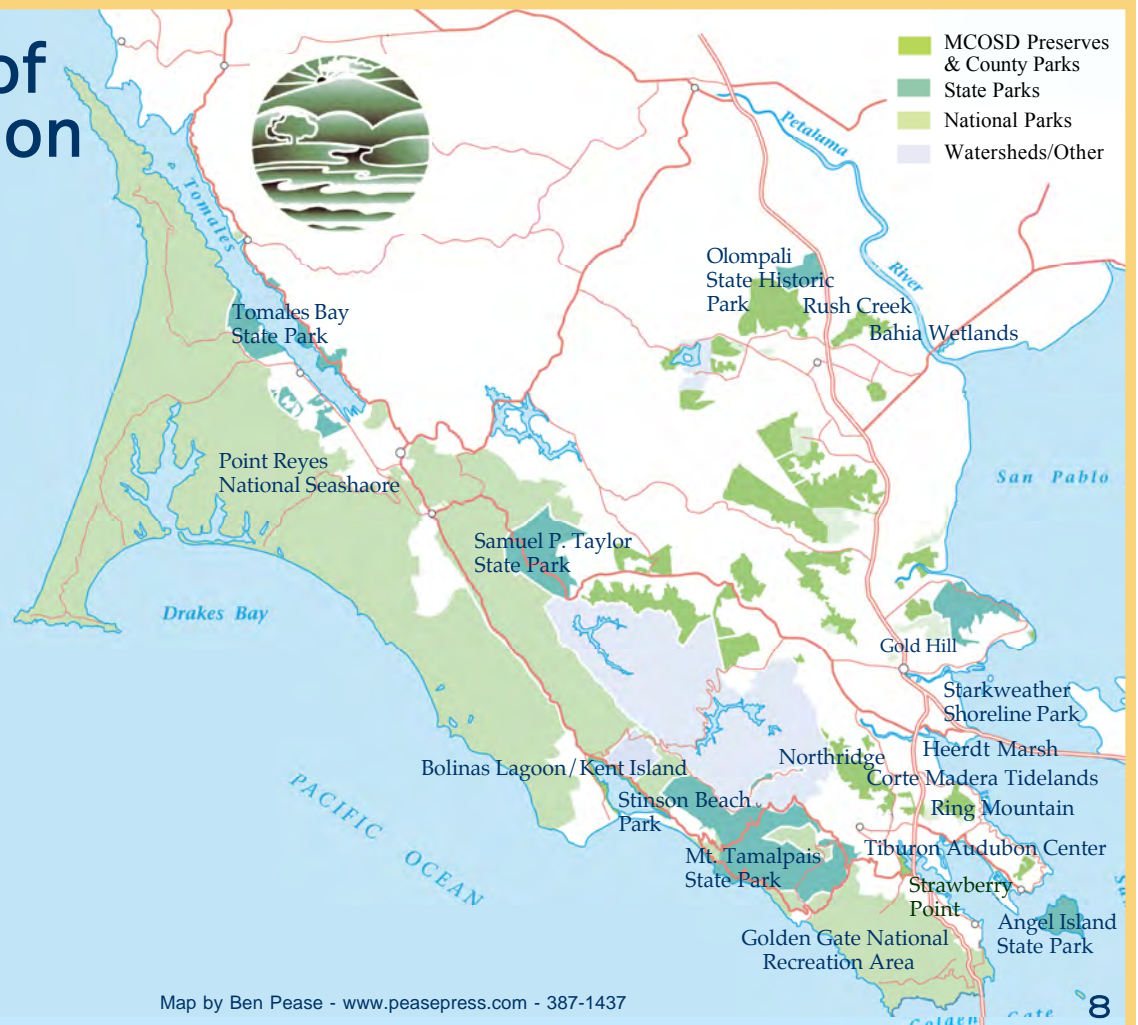 of
on
MCOSD Preserves
& County Parks
State Parks
National Parks
Watersheds/Other
Petaluma
River
Tomales
Olompali
State Historic
Park
Rush Creek
Bahia Wetlands
Tomales Bay
State Park
Point Reyes
National Seashaore
San Pablo
Samuel P. Taylor
State Park
Drakes Bay
Gold Hill
Starkweather
Shoreline Park
Heerdt Marsh
Northridge
Bolinas Lagoon/Kent Island
Corte Madera Tidelands
Stinson Beach
Park
Ring Mountain
PACIFIC OCEAN
Tiburon Audubon Center
Mt. Tamalpais
State Park
Strawberry
Point
Angel Island
State Park
Golden Gate National
Recreation Area
Map by Ben Pease - www.peasepress.com - 387-1437
8
Golden Gate